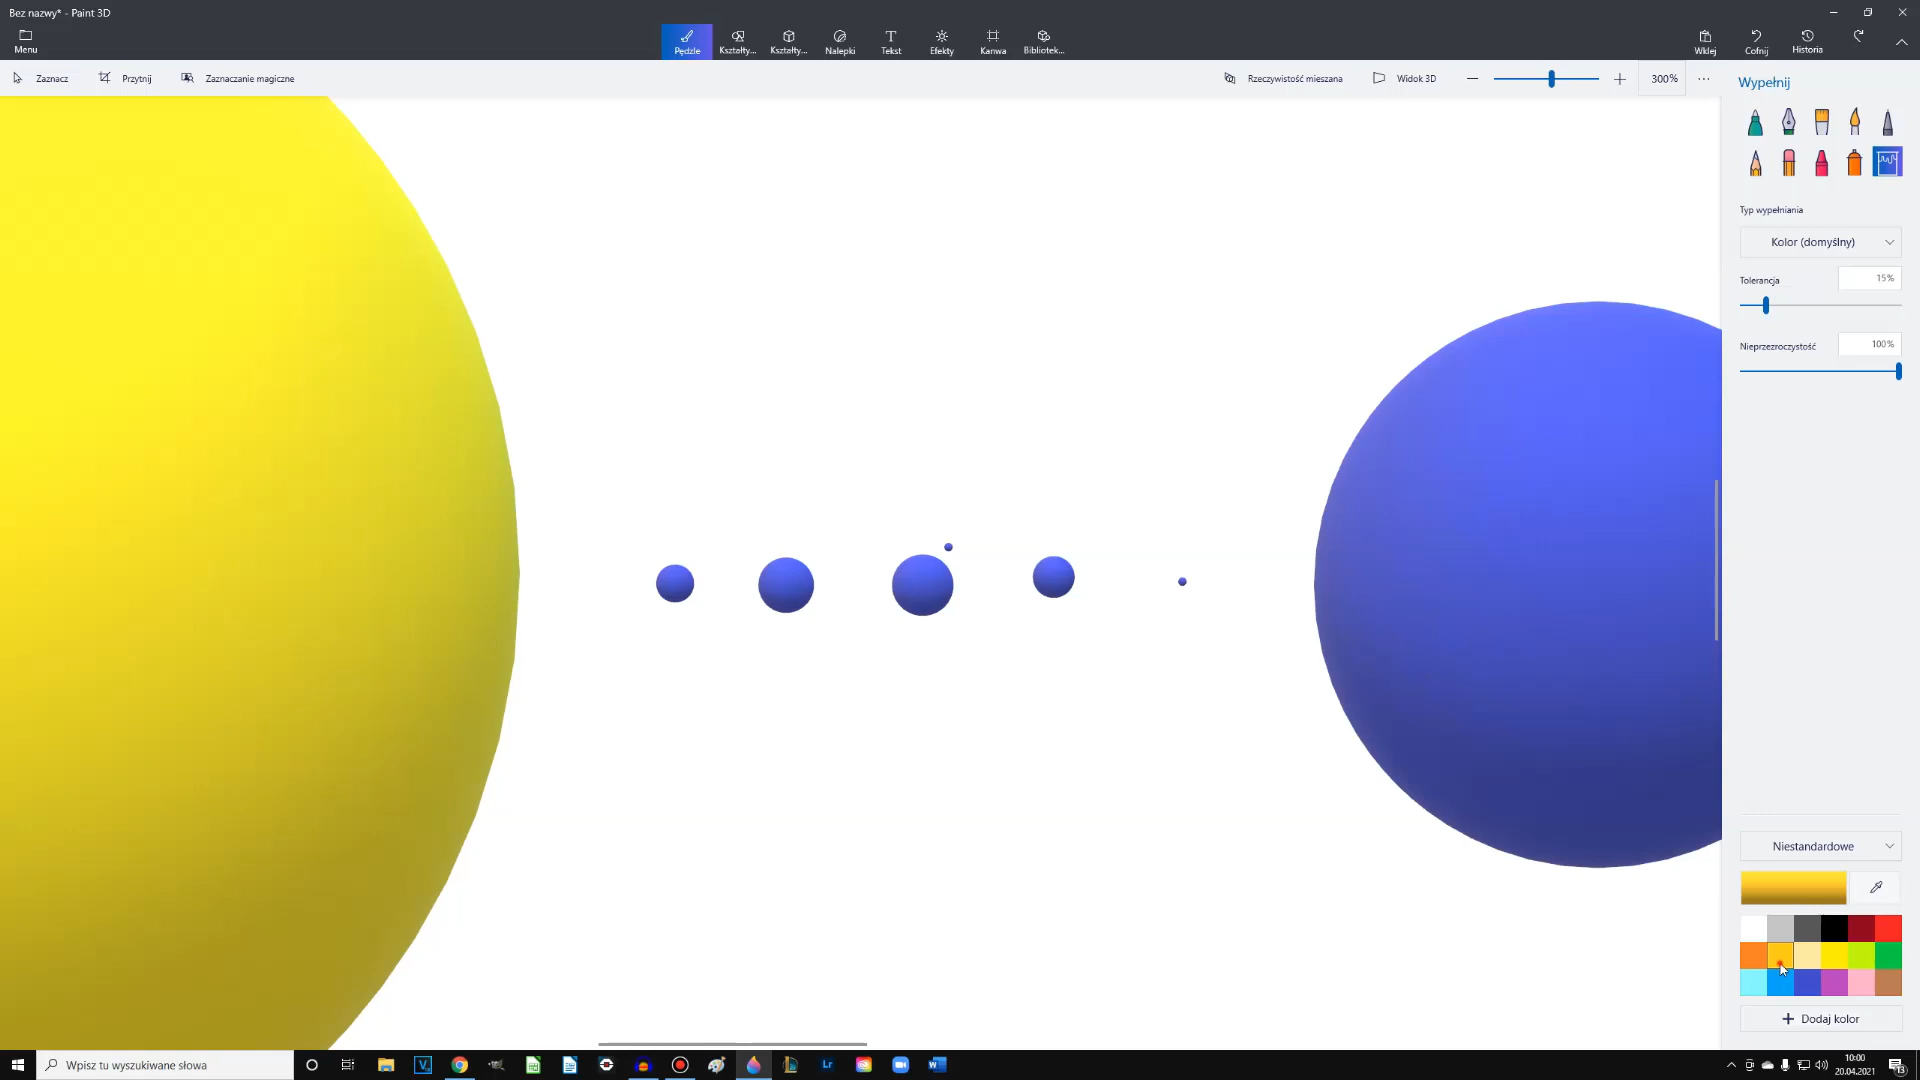 Bez nazwy* - Paint 3D
Menu
Pędzle
Kształty...
Kształty...
Nalepki
Tekst
Efekty
Kanwa
Bibliotek...
Wklej
Cofnij
Historia
Zaznacz
Przytnij
Zaznaczanie magiczne
Rzeczywistość mieszana
Widok 3D
300%
Wypełnij
Typ wypełniania
Kolor (domyślny)
Tolerancja
15%
Nieprzezroczystość
100%
Niestandardowe
Dodaj kolor
Wpisz tu wyszukiwane słowa
Lr
10:00
20.04.2021
13